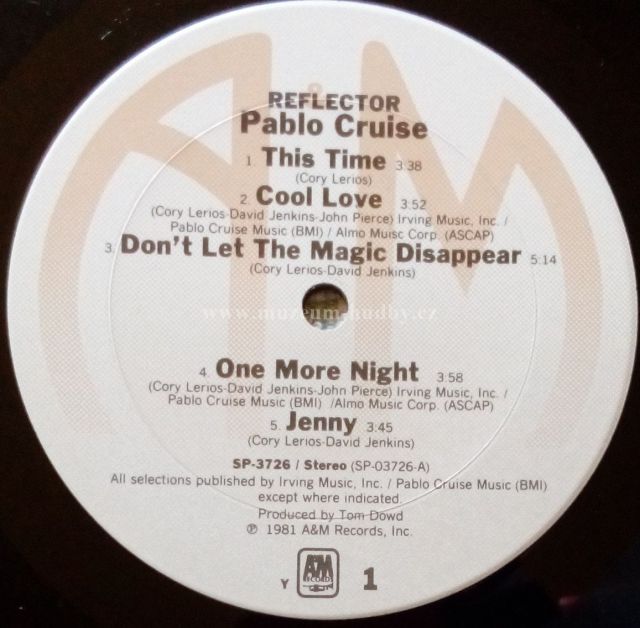 REFLECTOR
Pablo Cruise
1. This Time 3:38
(Cory Lerios)
2. Cool Love 3:52
(Cory Lerios-David Jenkins-John Pierce) Irving Music, Inc. /
Pablo Cruise Music (BMI) / Almo Muisc Corp. (ASCAP)
3. Don't Let The Magic Disappear 5:14
(Cory Lerios-David Jenkins)
www.muzeum-hudby.cz
4. One More Night 3:58
(Cory Lerios-David Jenkins-John Pierce) Irving Music, Inc. /
Pablo Cruise Music (BMI) /Almo Music Corp. (ASCAP)
5. Jenny 3:45
(Cory Lerios-David Jenkins)
SP-3726 / Stereo (SP-03726-A)
All selections published by Irving Music, Inc. / Pablo Cruise Music (BMI)
except where indicated.
Produced by Tom Dowd
℗ 1981 A&M Records, Inc.
Y A&M RECORDS 1